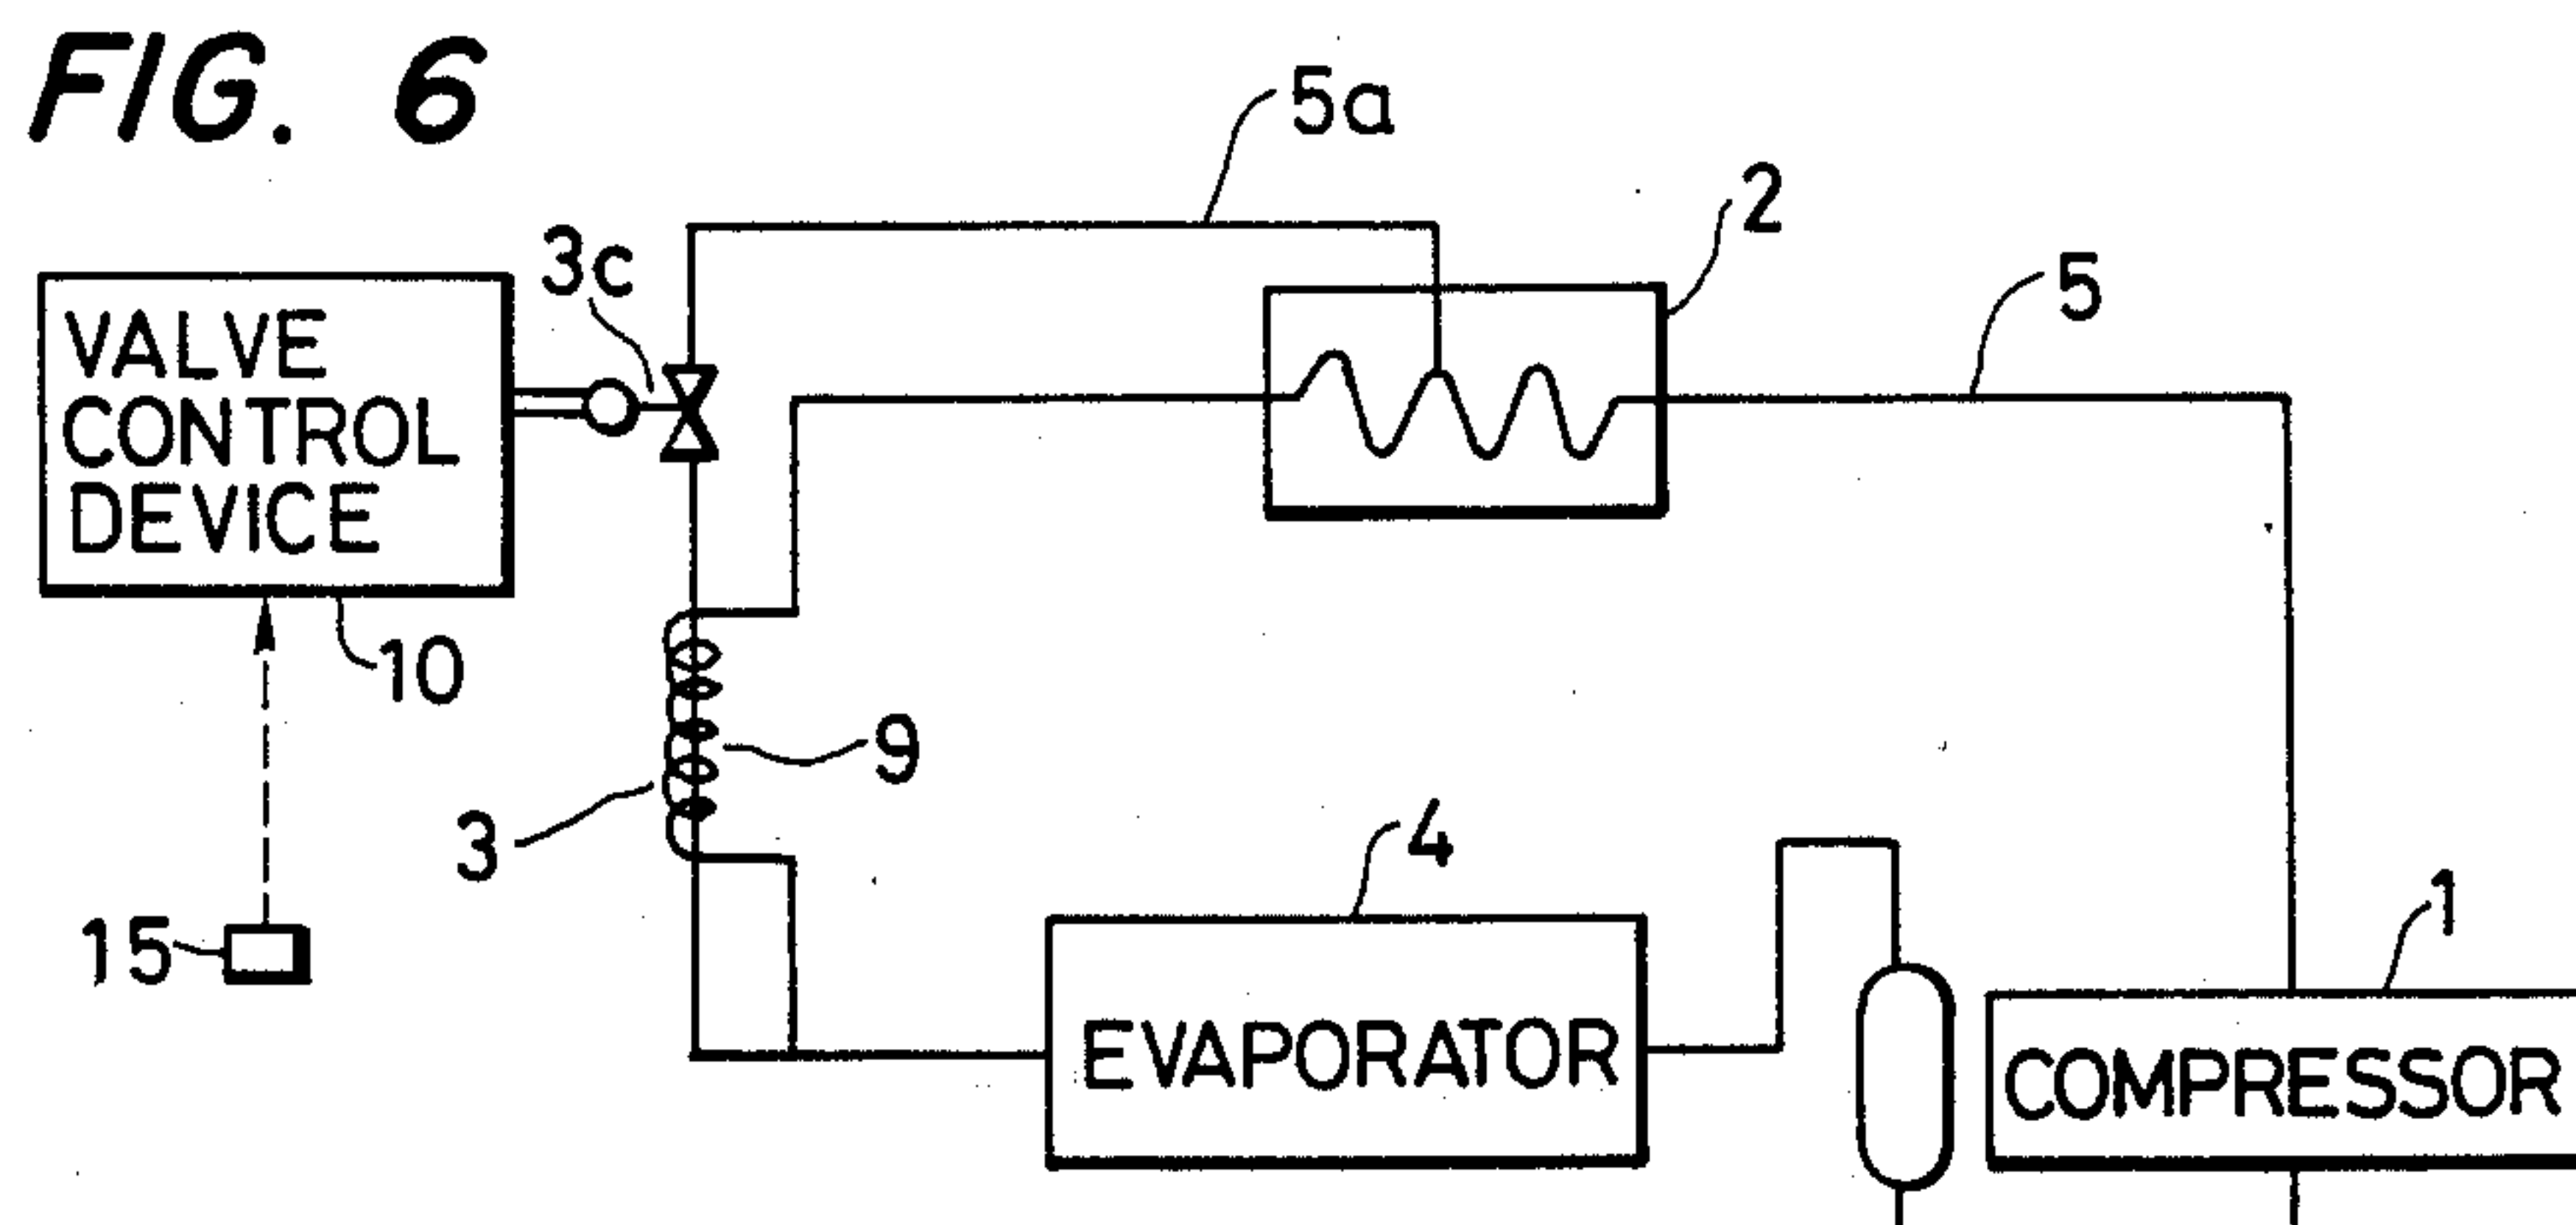 FIG. 6
5a
2
3c
5
VALVE
CONTROL
DEVICE
10
9
3
4
1
15
EVAPORATOR
COMPRESSOR